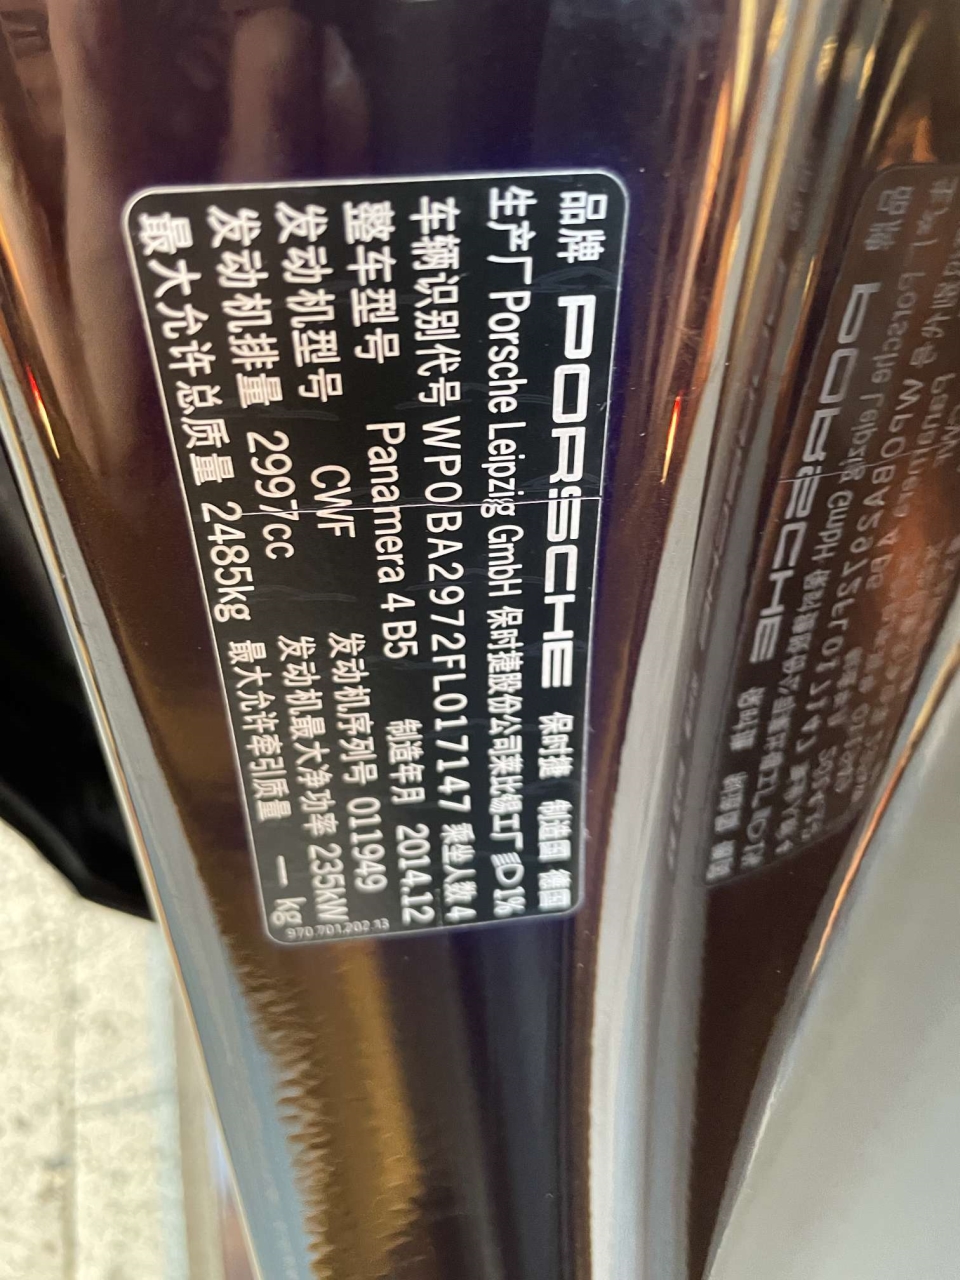 品牌 PORSCHE 保时捷 制造国 德国
生产厂 Porsche Leipzig GmbH 保时捷股份公司莱比锡工厂 1%
车辆识别代号 WP0BA2972FL017147 乘坐人数 4
整车型号 Panamera 4 B5 制造年月 2014.12
发动机型号 CWF 发动机序列号 011949
发动机排量 2997cc 发动机最大净功率 235kW
最大允许总质量 2485kg 最大允许牵引质量 — kg
970.701.202.13